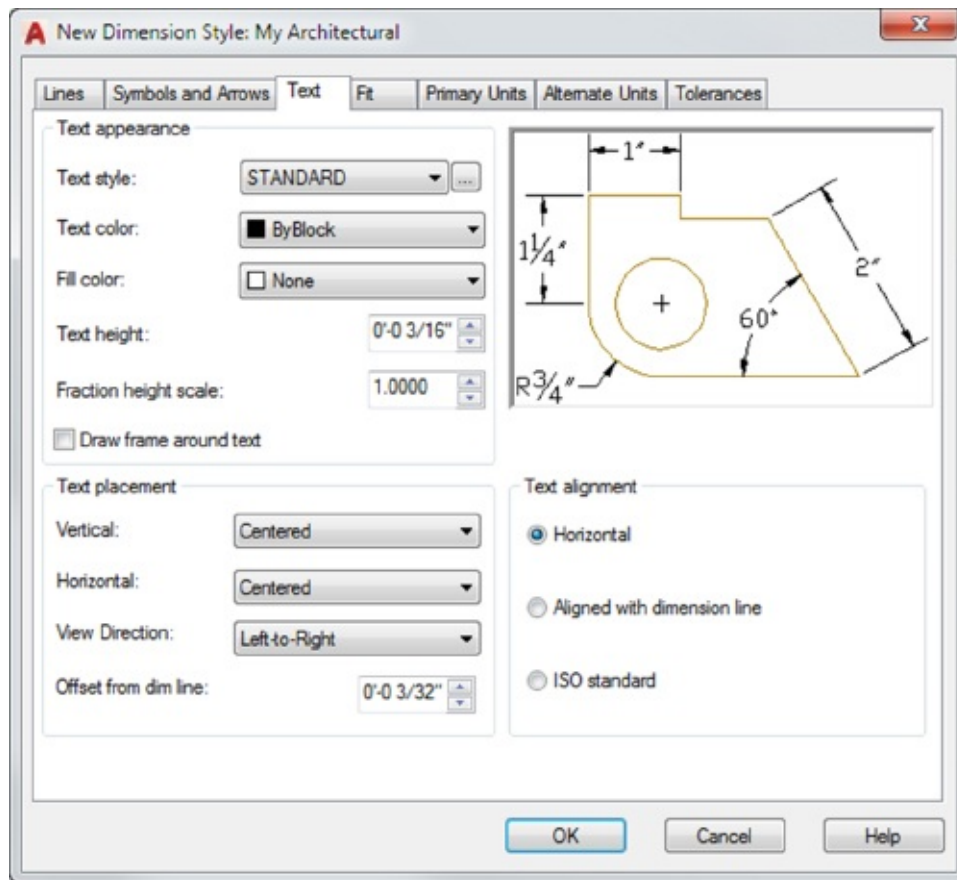 New Dimension Style: My Architectural
Lines Symbols and Arrows Text Fit Primary Units Alternate Units Tolerances
Text appearance
Text style: STANDARD ...
Text color: ByBlock
Fill color: None
Text height: 0'-0 3/16"
Fraction height scale: 1.0000
Draw frame around text
1"
1 1/4"
2"
60°
R3/4"
Text placement
Vertical: Centered
Horizontal: Centered
View Direction: Left-to-Right
Offset from dim line: 0'-0 3/32"
Text alignment
Horizontal
Aligned with dimension line
ISO standard
OK Cancel Help